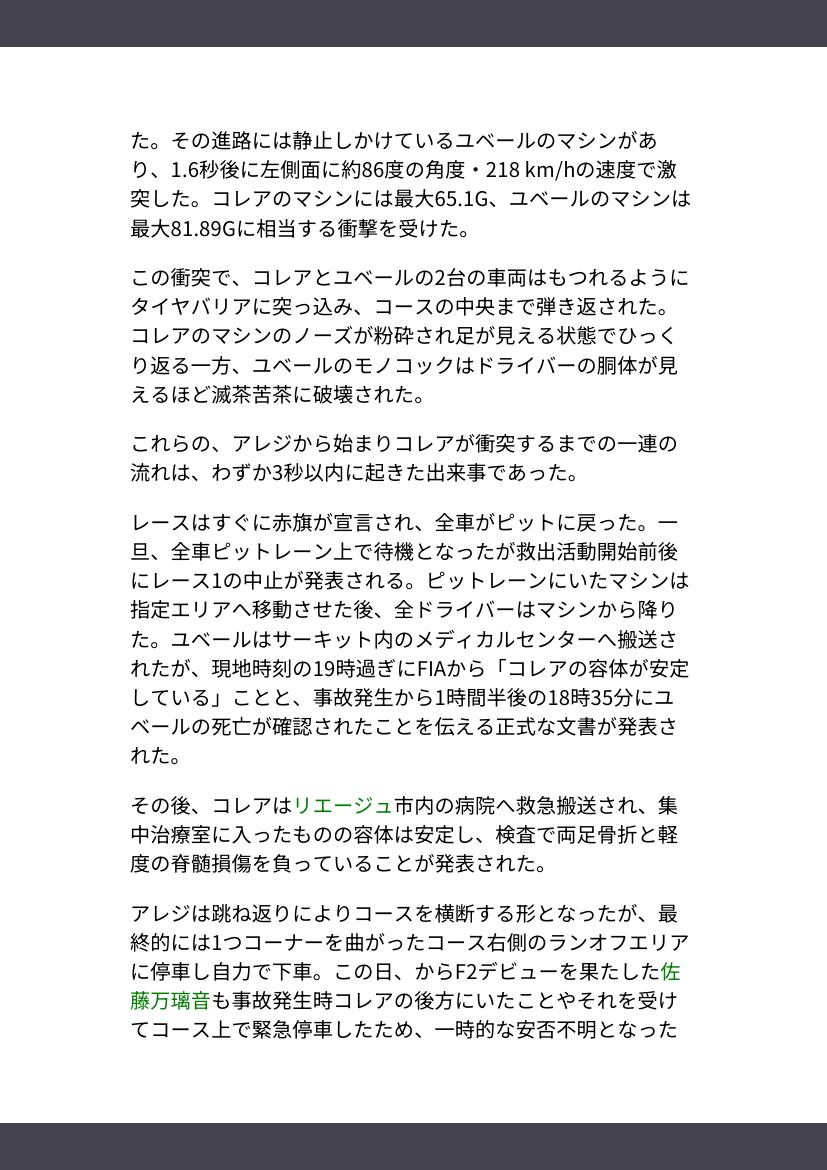 た。その進路には静止しかけているユベールのマシンがあ
り、1.6秒後に左側面に約86度の角度・218 km/hの速度で激
突した。コレアのマシンには最大65.1G、ユベールのマシンは
最大81.89Gに相当する衝撃を受けた。
この衝突で、コレアとユベールの2台の車両はもつれるように
タイヤバリアに突っ込み、コースの中央まで弾き返された。
コレアのマシンのノーズが粉砕され足が見える状態でひっく
り返る一方、ユベールのモノコックはドライバーの胴体が見
えるほど滅茶苦茶に破壊された。
これらの、アレジから始まりコレアが衝突するまでの一連の
流れは、わずか3秒以内に起きた出来事であった。
レースはすぐに赤旗が宣言され、全車がピットに戻った。一
旦、全車ピットレーン上で待機となったが救出活動開始前後
にレース1の中止が発表される。ピットレーンにいたマシンは
指定エリアへ移動させた後、全ドライバーはマシンから降り
た。ユベールはサーキット内のメディカルセンターへ搬送さ
れたが、現地時刻の19時過ぎにFIAから「コレアの容体が安定
している」ことと、事故発生から1時間半後の18時35分にユ
ベールの死亡が確認されたことを伝える正式な文書が発表さ
れた。
その後、コレアはリエージュ市内の病院へ救急搬送され、集
中治療室に入ったものの容体は安定し、検査で両足骨折と軽
度の脊髄損傷を負っていることが発表された。
アレジは跳ね返りによりコースを横断する形となったが、最
終的には1つコーナーを曲がったコース右側のランオフエリア
に停車し自力で下車。この日、からF2デビューを果たした佐
藤万璃音も事故発生時コレアの後方にいたことやそれを受け
てコース上で緊急停車したため、一時的な安否不明となった